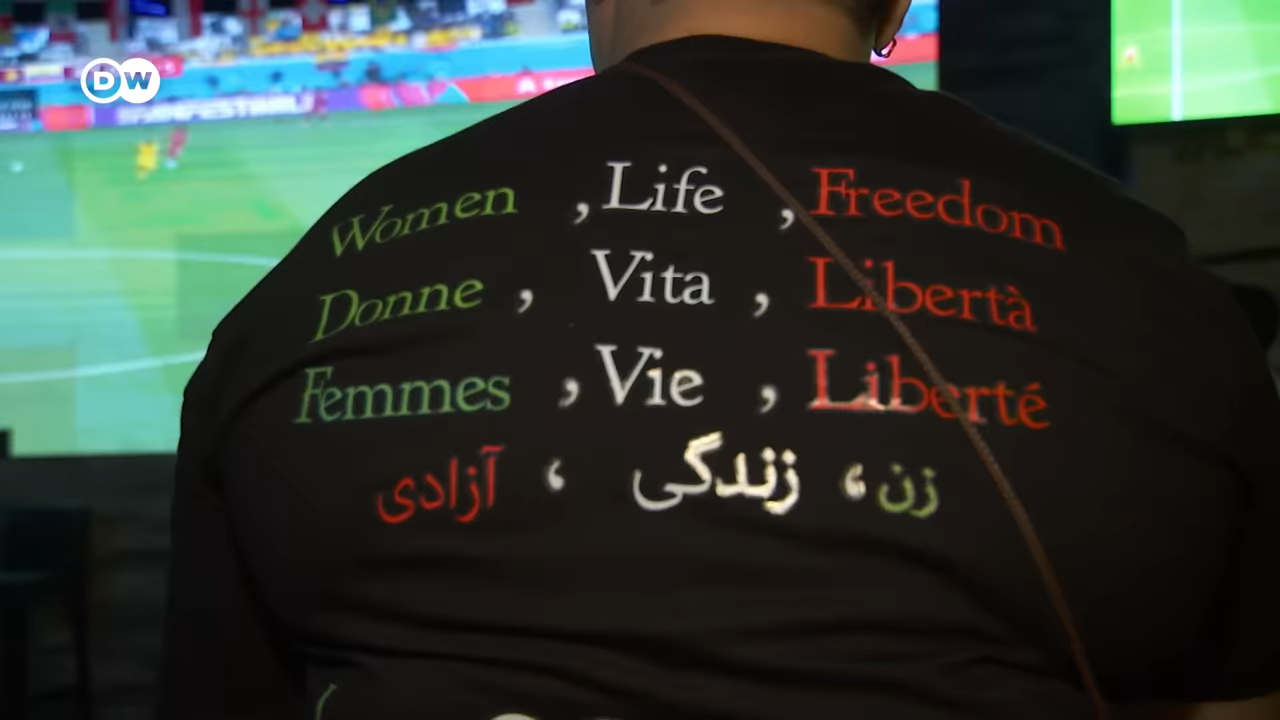 DW
Women , Life , Freedom
Donne , Vita , Libertà
Femmes , Vie , Liberté
زن ، زندگی ، آزادی